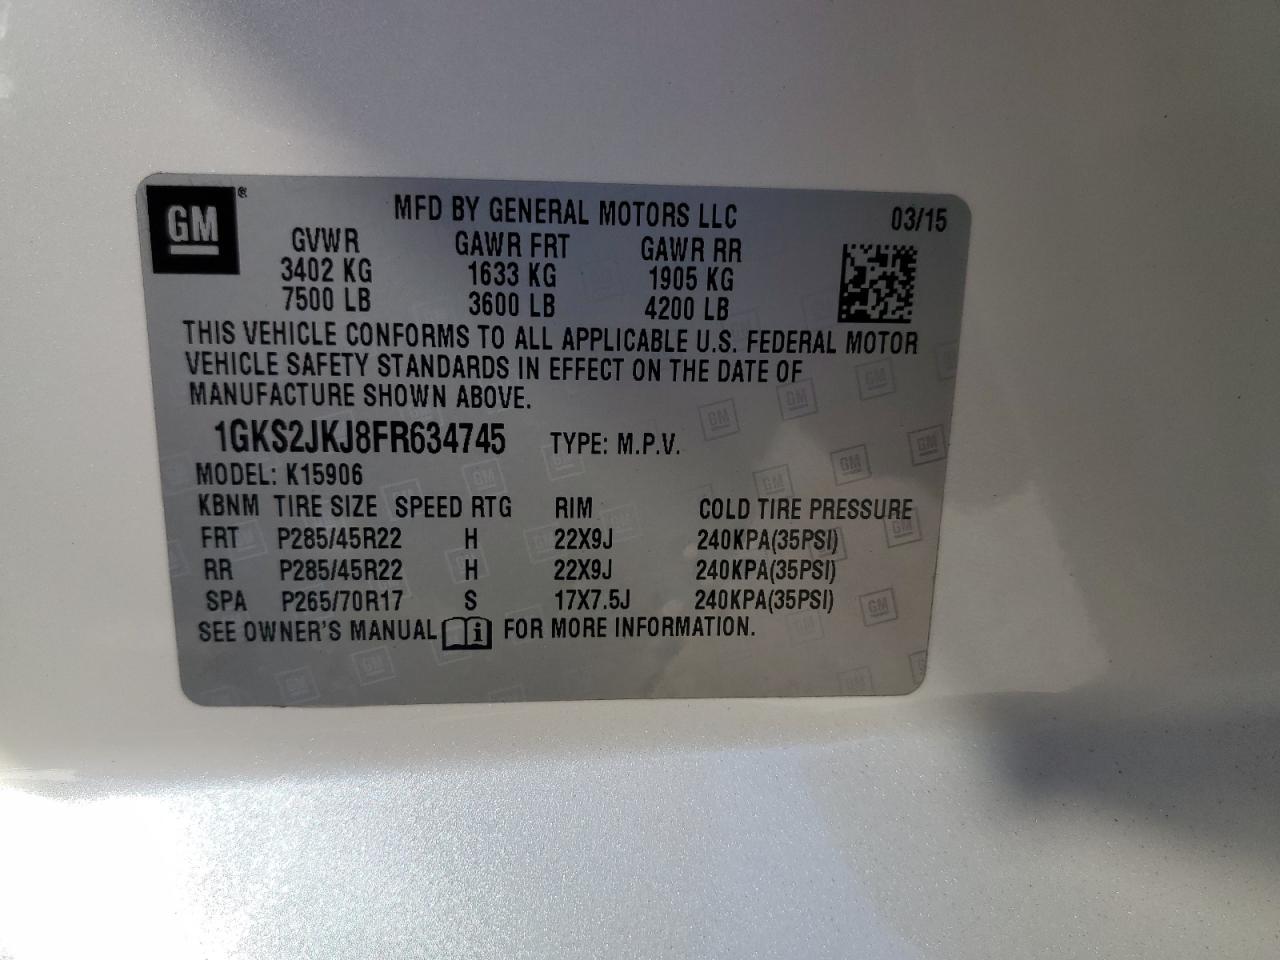 GM ®
MFD BY GENERAL MOTORS LLC 03/15
GVWR GAWR FRT GAWR RR
3402 KG 1633 KG 1905 KG
7500 LB 3600 LB 4200 LB
THIS VEHICLE CONFORMS TO ALL APPLICABLE U.S. FEDERAL MOTOR
VEHICLE SAFETY STANDARDS IN EFFECT ON THE DATE OF
MANUFACTURE SHOWN ABOVE.
1GKS2JKJ8FR634745 TYPE: M.P.V.
MODEL: K15906
KBNM TIRE SIZE SPEED RTG RIM COLD TIRE PRESSURE
FRT P285/45R22 H 22X9J 240KPA(35PSI)
RR P285/45R22 H 22X9J 240KPA(35PSI)
SPA P265/70R17 S 17X7.5J 240KPA(35PSI)
SEE OWNER'S MANUAL i FOR MORE INFORMATION.